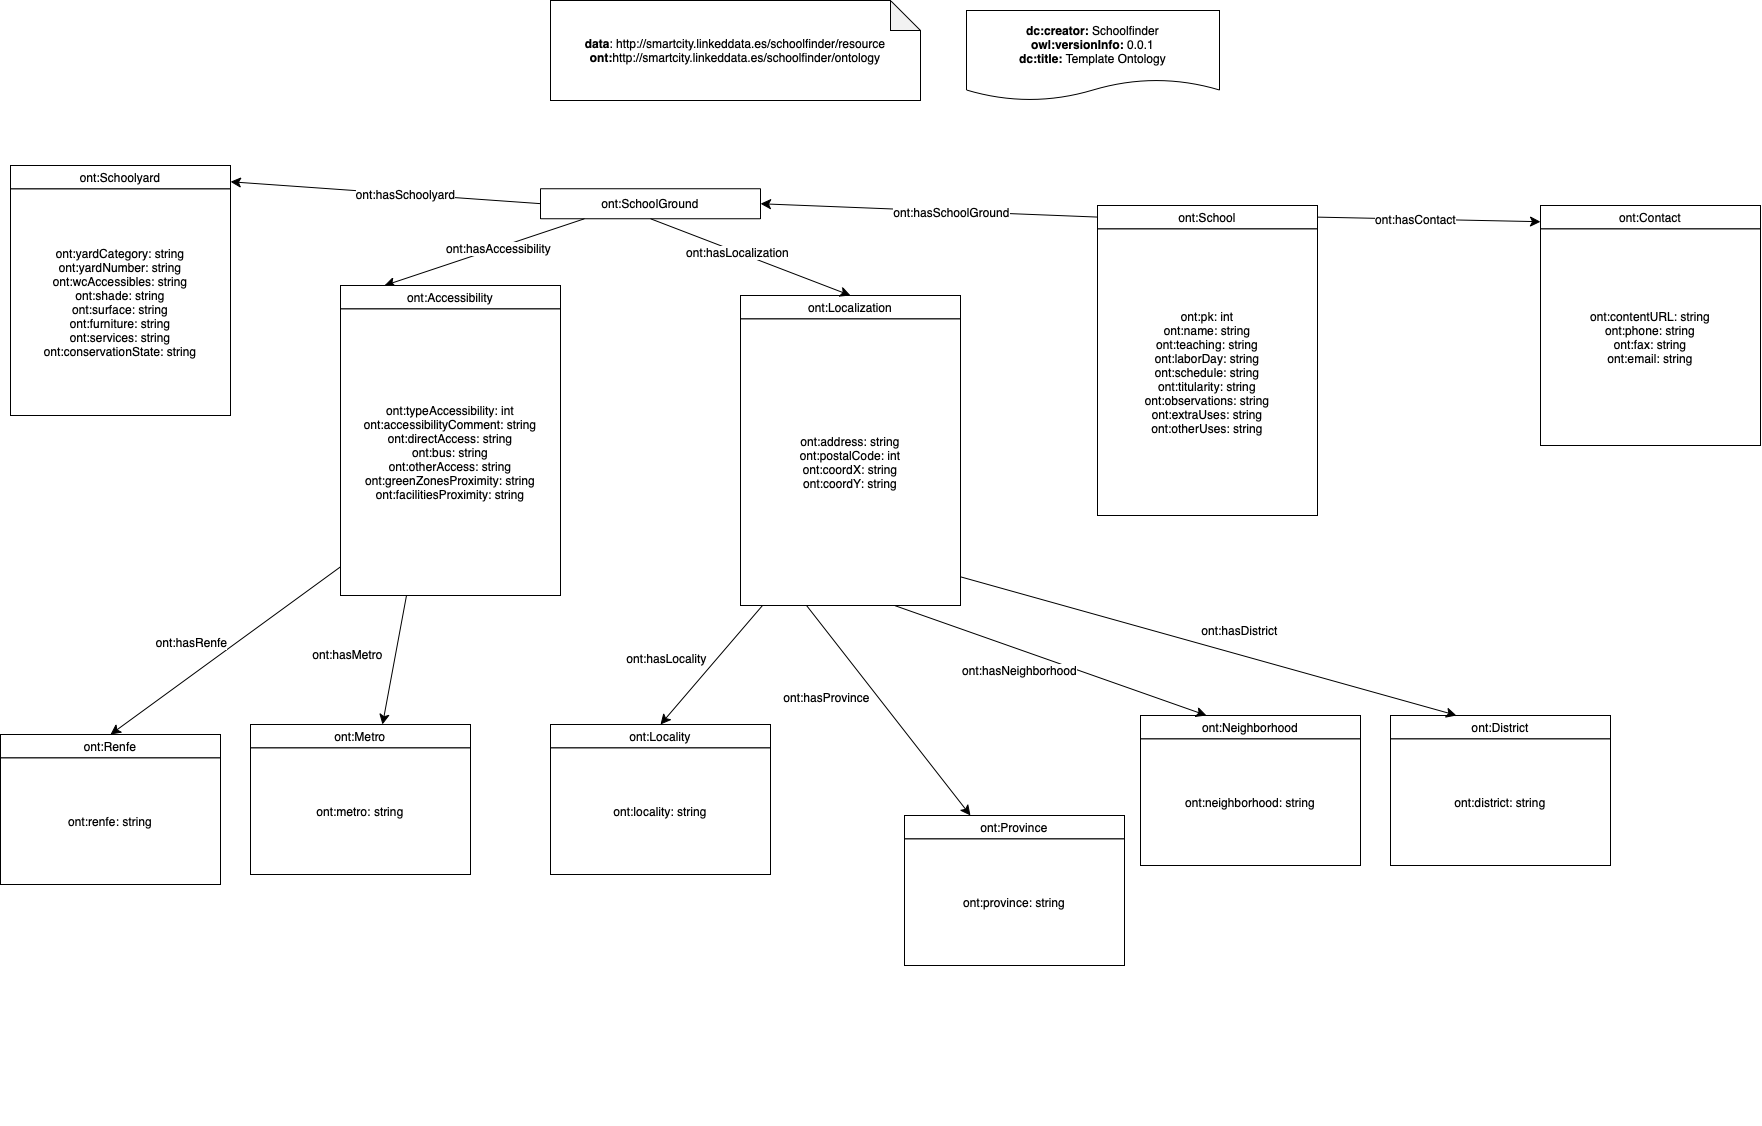 data: http://smartcity.linkeddata.es/schoolfinder/resource
ont:http://smartcity.linkeddata.es/schoolfinder/ontology
dc:creator: Schoolfinder
owl:versionInfo: 0.0.1
dc:title: Template Ontology
ont:Schoolyard
ont:yardCategory: string
ont:yardNumber: string
ont:wcAccessibles: string
ont:shade: string
ont:surface: string
ont:furniture: string
ont:services: string
ont:conservationState: string
ont:hasSchoolyard
ont:SchoolGround
ont:hasSchoolGround
ont:School
ont:pk: int
ont:name: string
ont:teaching: string
ont:laborDay: string
ont:schedule: string
ont:titularity: string
ont:observations: string
ont:extraUses: string
ont:otherUses: string
ont:hasContact
ont:Contact
ont:contentURL: string
ont:phone: string
ont:fax: string
ont:email: string
ont:hasAccessibility
ont:hasLocalization
ont:Accessibility
ont:typeAccessibility: int
ont:accessibilityComment: string
ont:directAccess: string
ont:bus: string
ont:otherAccess: string
ont:greenZonesProximity: string
ont:facilitiesProximity: string
ont:Localization
ont:address: string
ont:postalCode: int
ont:coordX: string
ont:coordY: string
ont:hasRenfe
ont:hasMetro
ont:hasLocality
ont:hasProvince
ont:hasNeighborhood
ont:hasDistrict
ont:Renfe
ont:renfe: string
ont:Metro
ont:metro: string
ont:Locality
ont:locality: string
ont:Province
ont:province: string
ont:Neighborhood
ont:neighborhood: string
ont:District
ont:district: string